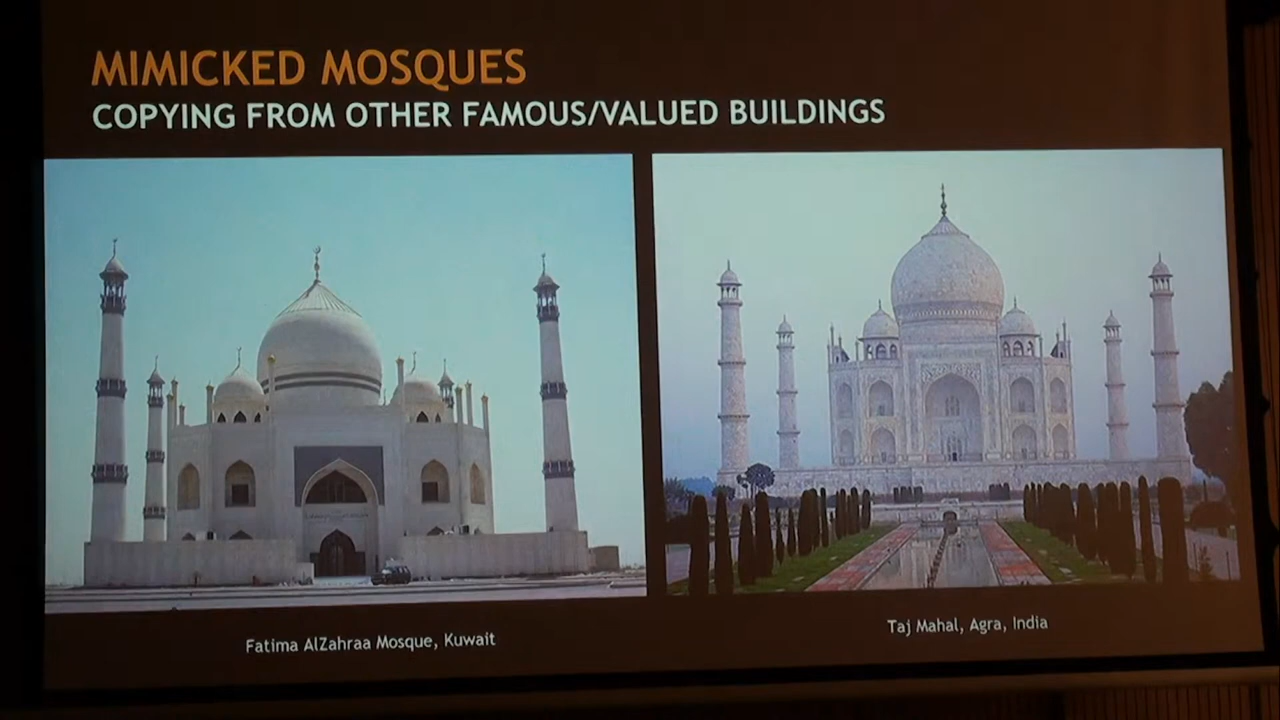 MIMICKED MOSQUES
COPYING FROM OTHER FAMOUS/VALUED BUILDINGS
Fatima AlZahraa Mosque, Kuwait
Taj Mahal, Agra, India